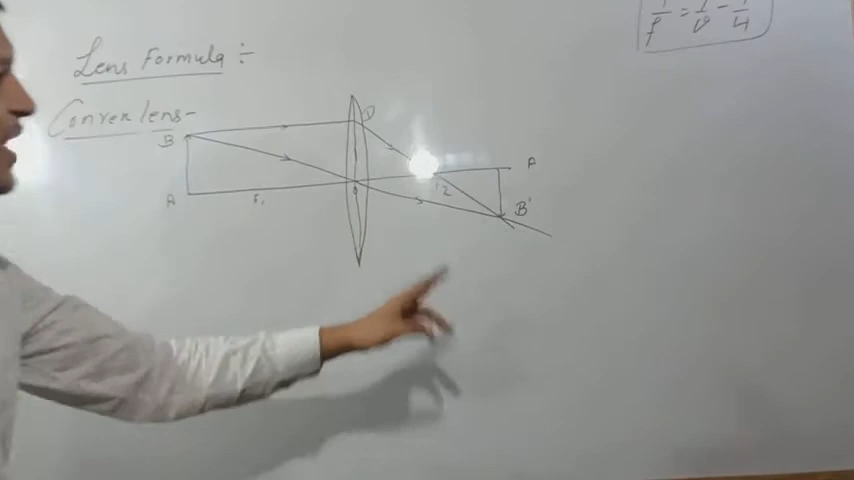 Lens Formula :-
1/f = 1/v - 1/u
Convex lens-
B
D
A
F1
O
F2
A
B'